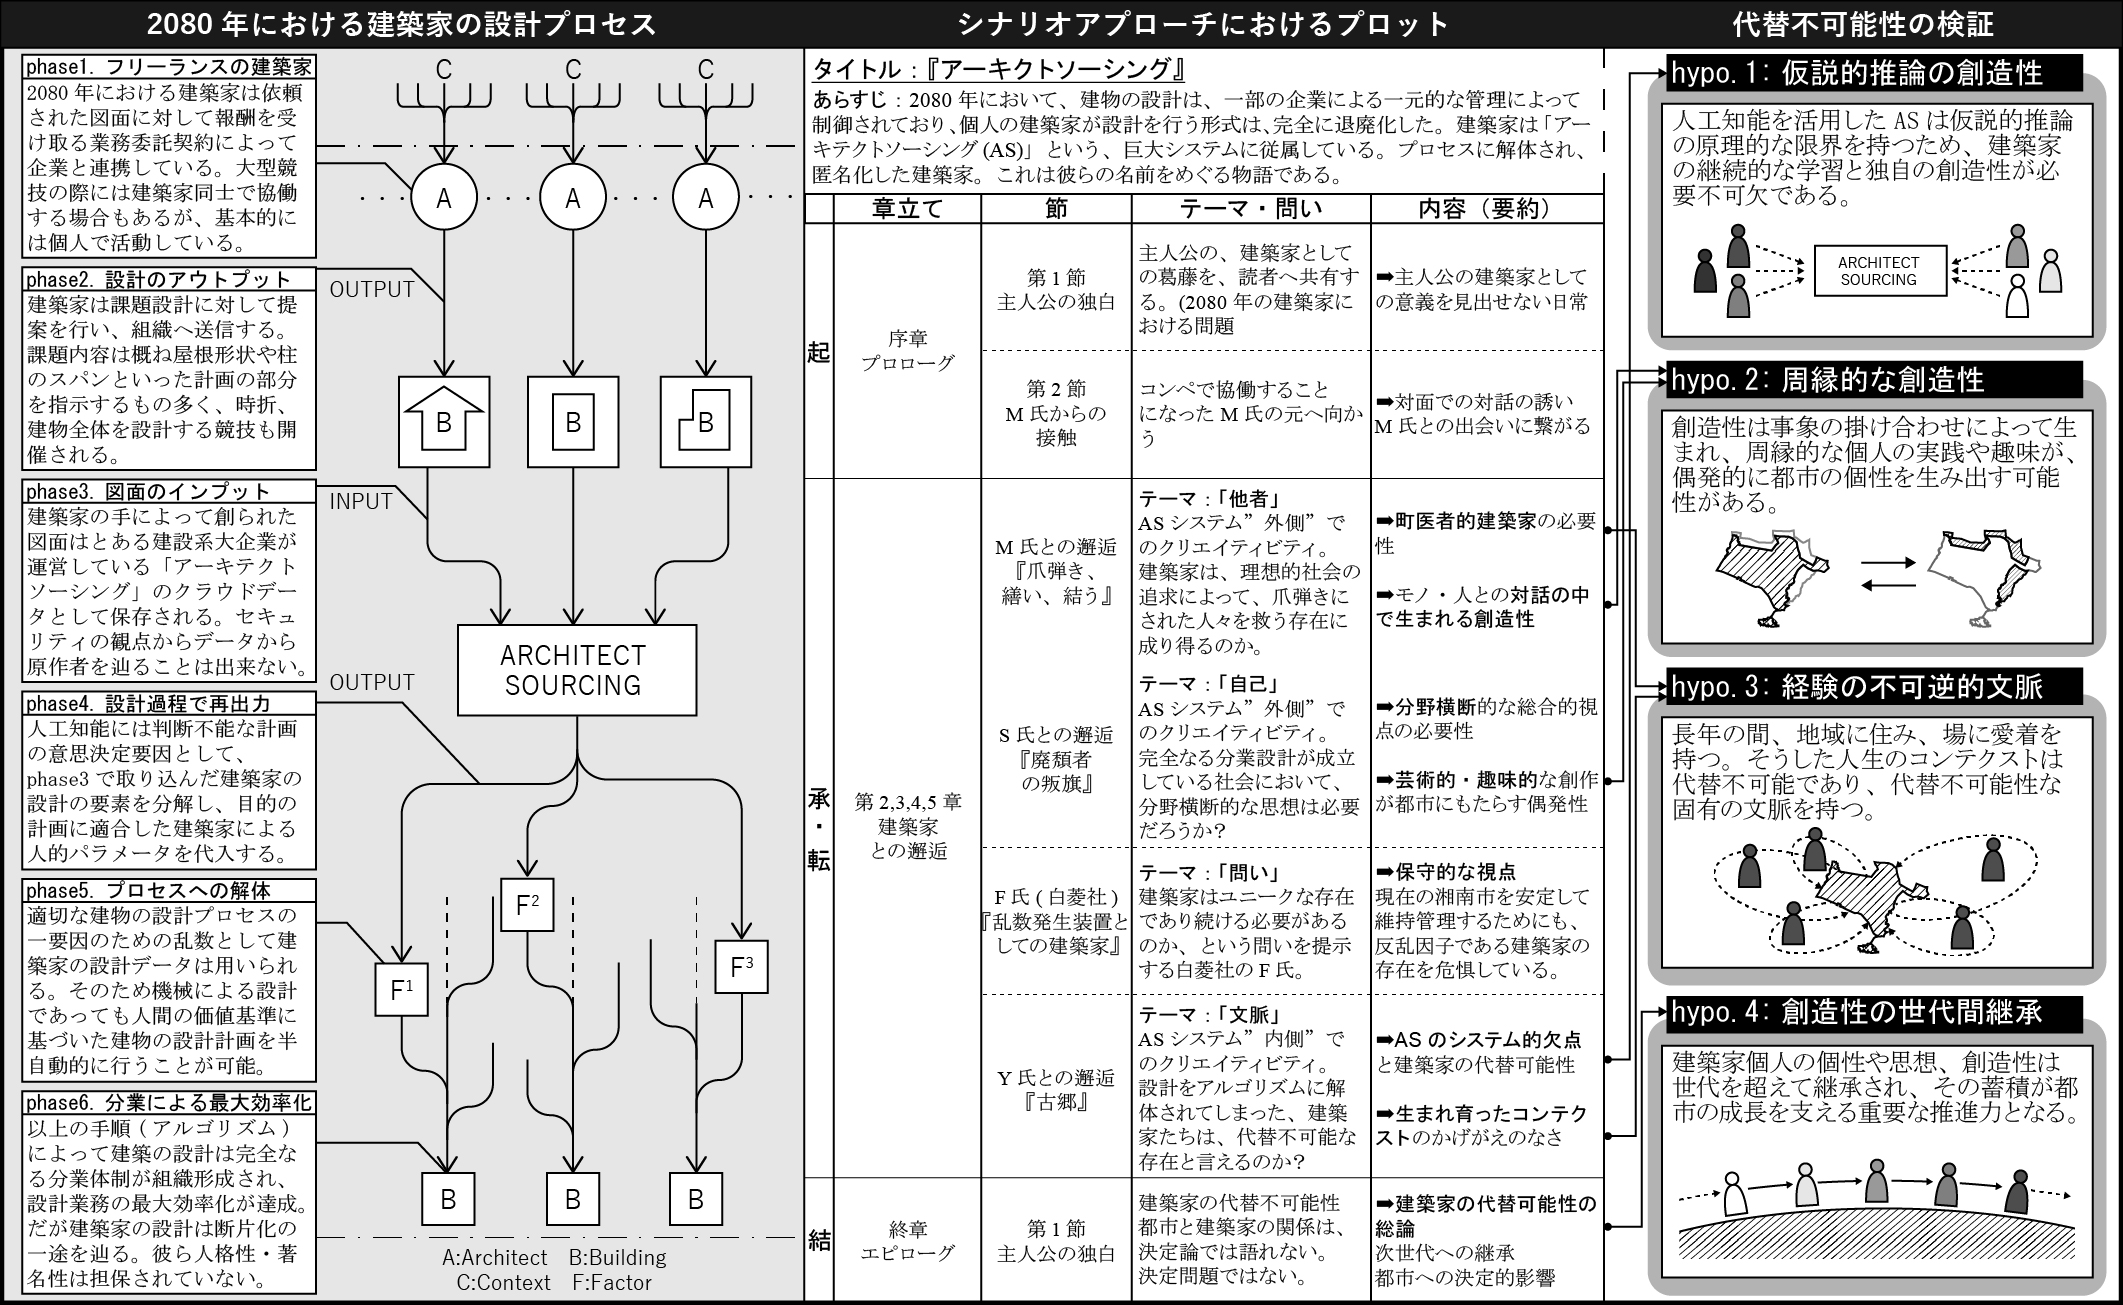 2080 年における建築家の設計プロセス
phase1. フリーランスの建築家
2080 年における建築家は依頼
された図面に対して報酬を受
け取る業務委託契約によって
企業と連携している。大型競
技の際には建築家同士で協働
する場合もあるが、基本的に
は個人で活動している。
phase2. 設計のアウトプット
建築家は課題設計に対して提
案を行い、組織へ送信する。
課題内容は概ね屋根形状や柱
のスパンといった計画の部分
を指示するもの多く、時折、
建物全体を設計する競技も開
催される。
phase3. 図面のインプット
建築家の手によって創られた
図面はとある建設系大企業が
運営している「アーキテクト
ソーシング」のクラウドデー
タとして保存される。セキュ
リティの観点からデータから
原作者を辿ることは出来ない。
phase4. 設計過程で再出力
人工知能には判断不能な計画
の意思決定要因として、
phase3 で取り込んだ建築家の
設計の要素を分解し、目的の
計画に適合した建築家による
人的パラメータを代入する。
phase5. プロセスへの解体
適切な建物の設計プロセスの
一要因のための乱数として建
築家の設計データは用いられ
る。そのため機械による設計
であっても人間の価値基準に
基づいた建物の設計計画を半
自動的に行うことが可能。
phase6. 分業による最大効率化
以上の手順 ( アルゴリズム )
によって建築の設計は完全な
る分業体制が組織形成され、
設計業務の最大効率化が達成。
だが建築家の設計は断片化の
一途を辿る。彼ら人格性・著
名性は担保されていない。
C C C
A A A
OUTPUT
B B B
INPUT
ARCHITECT
SOURCING
OUTPUT
F²
F³
F¹
B B B
A:Architect B:Building
C:Context F:Factor
シナリオアプローチにおけるプロット
タイトル：『アーキクトソーシング』
あらすじ：2080 年において、建物の設計は、一部の企業による一元的な管理によって
制御されており、個人の建築家が設計を行う形式は、完全に退廃化した。建築家は「アー
キテクトソーシング (AS)」という、巨大システムに従属している。プロセスに解体され、
匿名化した建築家。これは彼らの名前をめぐる物語である。
章立て 節 テーマ・問い 内容（要約）
起
序章
プロローグ
第 1 節
主人公の独白
主人公の、建築家として
の葛藤を、読者へ共有す
る。(2080 年の建築家に
おける問題
➡主人公の建築家として
の意義を見出せない日常
第 2 節
M 氏からの
接触
コンペで協働すること
になった M 氏の元へ向か
う
➡対面での対話の誘い
M 氏との出会いに繋がる
承
・
転
第 2,3,4,5 章
建築家
との邂逅
M 氏との邂逅
『爪弾き、
繕い、結う』
テーマ：「他者」
AS システム”外側”で
のクリエイティビティ。
建築家は、理想的社会の
追求によって、爪弾きに
された人々を救う存在に
成り得るのか。
➡町医者的建築家の必要
性
➡モノ・人との対話の中
で生まれる創造性
S 氏との邂逅
『廃頽者
の叛旗』
テーマ：「自己」
AS システム”外側”で
のクリエイティビティ。
完全なる分業設計が成立
している社会において、
分野横断的な思想は必要
だろうか?
➡分野横断的な総合的視
点の必要性
➡芸術的・趣味的な創作
が都市にもたらす偶発性
F 氏 ( 白菱社 )
『乱数発生装置と
しての建築家』
テーマ：「問い」
建築家はユニークな存在
であり続ける必要がある
のか、という問いを提示
する白菱社の F 氏。
➡保守的な視点
現在の湘南市を安定して
維持管理するためにも、
反乱因子である建築家の
存在を危惧している。
Y 氏との邂逅
『古郷』
テーマ：「文脈」
AS システム”内側”で
のクリエイティビティ。
設計をアルゴリズムに解
体されてしまった、建築
家たちは、代替不可能な
存在と言えるのか?
➡AS のシステム的欠点
と建築家の代替可能性
➡生まれ育ったコンテク
ストのかげがえのなさ
結
終章
エピローグ
第 1 節
主人公の独白
建築家の代替不可能性
都市と建築家の関係は、
決定論では語れない。
決定問題ではない。
➡建築家の代替可能性の
総論
次世代への継承
都市への決定的影響
代替不可能性の検証
hypo. 1: 仮説的推論の創造性
人工知能を活用した AS は仮説的推論
の原理的な限界を持つため、建築家
の継続的な学習と独自の創造性が必
要不可欠である。
ARCHITECT
SOURCING
hypo. 2: 周縁的な創造性
創造性は事象の掛け合わせによって生
まれ、周縁的な個人の実践や趣味が、
偶発的に都市の個性を生み出す可能
性がある。
hypo. 3: 経験の不可逆的文脈
長年の間、地域に住み、場に愛着を
持つ。そうした人生のコンテクストは
代替不可能であり、代替不可能性な
固有の文脈を持つ。
hypo. 4: 創造性の世代間継承
建築家個人の個性や思想、創造性は
世代を超えて継承され、その蓄積が都
市の成長を支える重要な推進力となる。